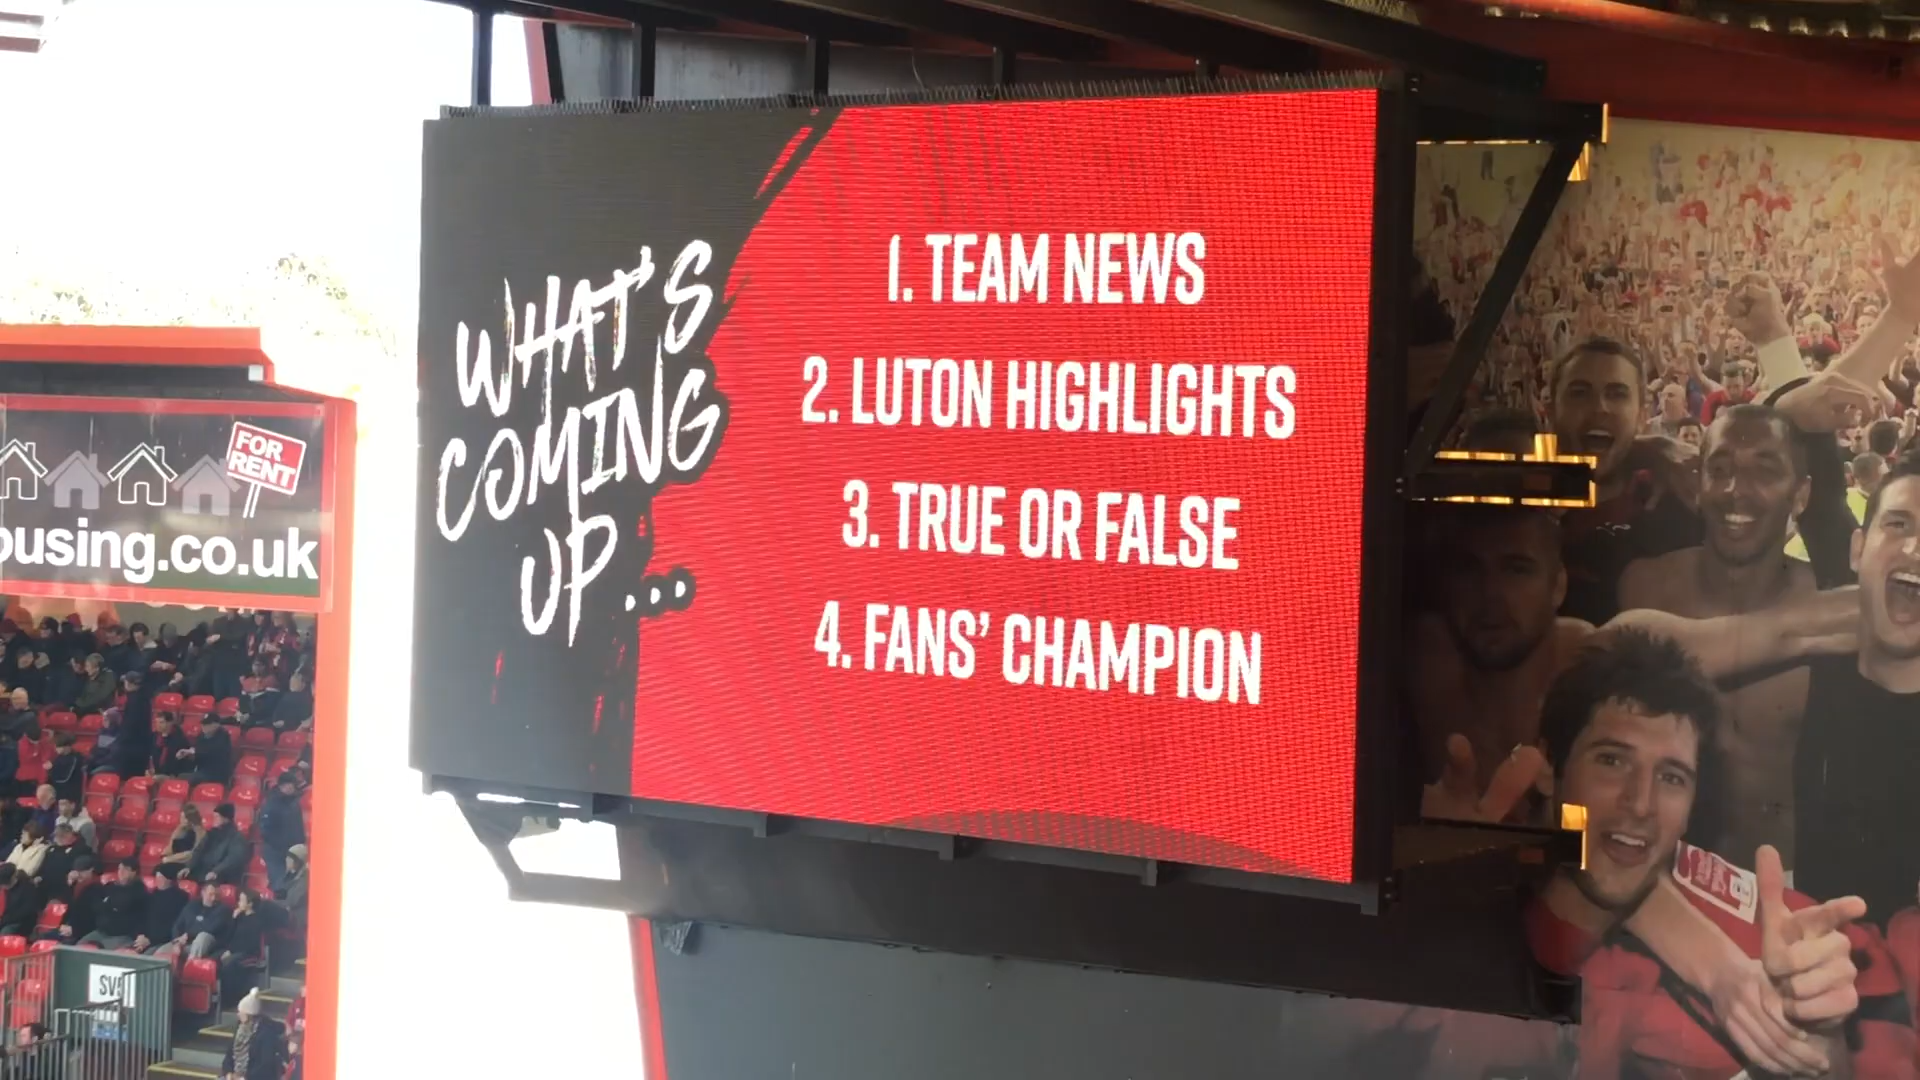 WHAT'S
COMING
UP...
1. TEAM NEWS
2. LUTON HIGHLIGHTS
3. TRUE OR FALSE
4. FANS' CHAMPION
FOR
RENT
ousing.co.uk